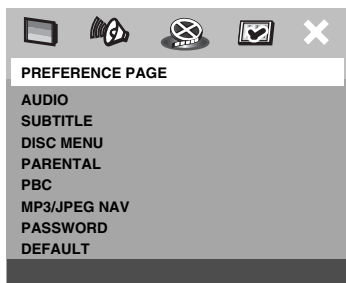 PREFERENCE PAGE
AUDIO
SUBTITLE
DISC MENU
PARENTAL
PBC
MP3/JPEG NAV
PASSWORD
DEFAULT